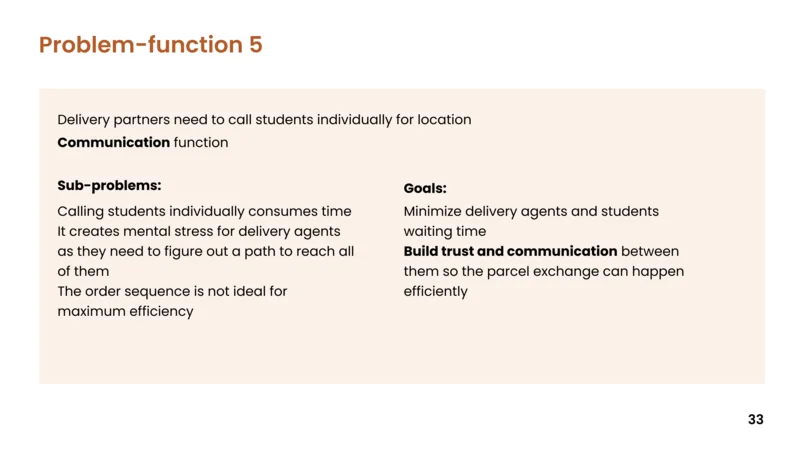 Problem-function 5
Delivery partners need to call students individually for location
Communication function
Sub-problems:
Calling students individually consumes time
It creates mental stress for delivery agents
as they need to figure out a path to reach all
of them
The order sequence is not ideal for
maximum efficiency
Goals:
Minimize delivery agents and students
waiting time
Build trust and communication between
them so the parcel exchange can happen
efficiently
33